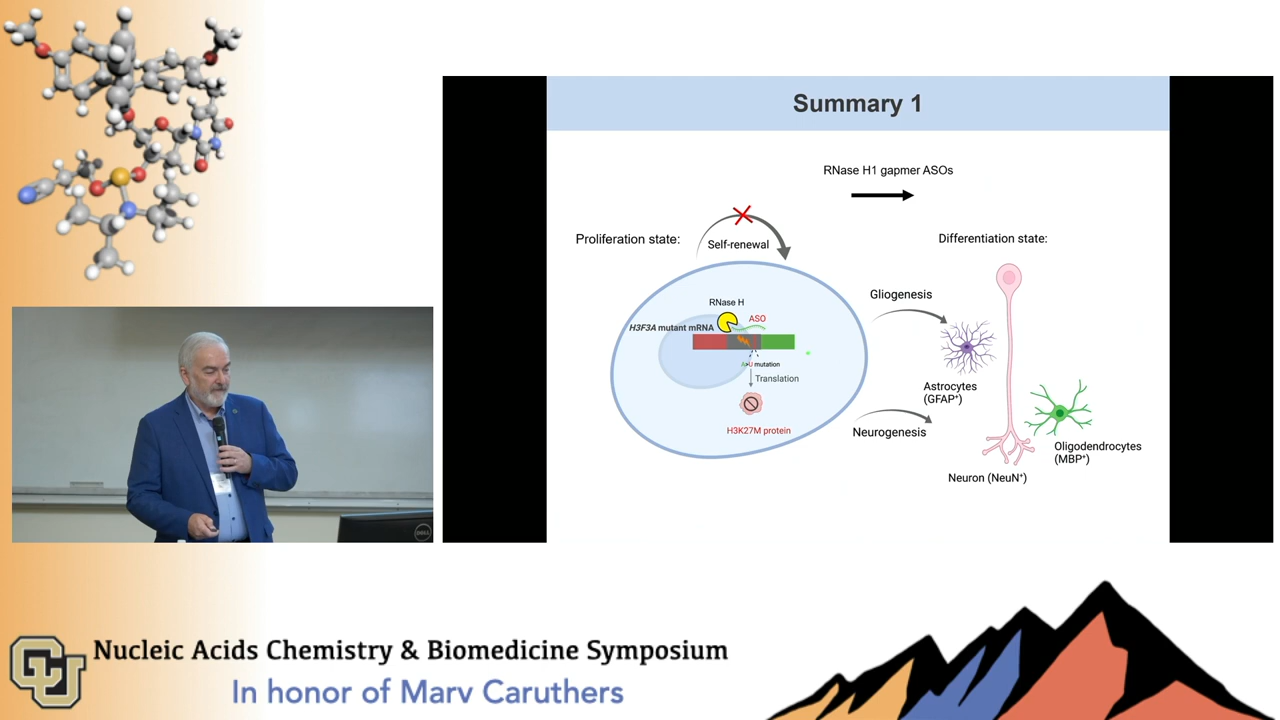 Summary 1
RNase H1 gapmer ASOs
Proliferation state:
Self-renewal
Differentiation state:
RNase H
ASO
H3F3A mutant mRNA
A>U mutation
Translation
H3K27M protein
Gliogenesis
Astrocytes
(GFAP+)
Neurogenesis
Oligodendrocytes
(MBP+)
Neuron (NeuN+)
DELL
CU
Nucleic Acids Chemistry & Biomedicine Symposium
In honor of Marv Caruthers